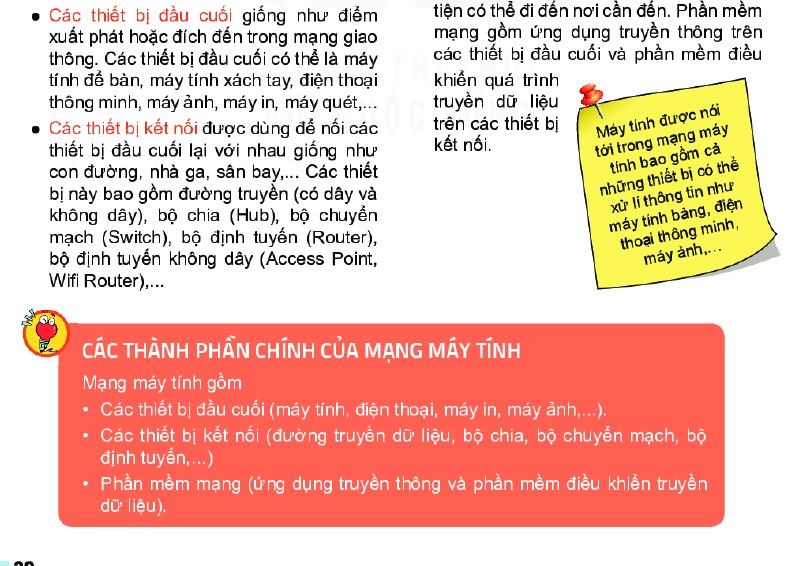 Các thiết bị đầu cuối giống như điểm
xuất phát hoặc đích đến trong mạng giao
thông. Các thiết bị đầu cuối có thể là máy
tính để bàn, máy tính xách tay, điện thoại
thông minh, máy ảnh, máy in, máy quét,...
Các thiết bị kết nối được dùng để nối các
thiết bị đầu cuối lại với nhau giống như
con đường, nhà ga, sân bay,... Các thiết
bị này bao gồm đường truyền (có dây và
không dây), bộ chia (Hub), bộ chuyển
mạch (Switch), bộ định tuyến (Router),
bộ định tuyến không dây (Access Point,
Wifi Router),...
tiện có thể đi đến nơi cần đến. Phần mềm
mạng gồm ứng dụng truyền thông trên
các thiết bị đầu cuối và phần mềm điều
khiển quá trình
truyền dữ liệu
trên các thiết bị
kết nối.
Máy tính được nói
tới trong mạng máy
tính bao gồm cả
những thiết bị có thể
xử lí thông tin như
máy tính bảng, điện
thoại thông minh,
máy ảnh,...
CÁC THÀNH PHẦN CHÍNH CỦA MẠNG MÁY TÍNH
Mạng máy tính gồm
• Các thiết bị đầu cuối (máy tính, điện thoại, máy in, máy ảnh,...).
• Các thiết bị kết nối (đường truyền dữ liệu, bộ chia, bộ chuyển mạch, bộ
định tuyến,...)
• Phần mềm mạng (ứng dụng truyền thông và phần mềm điều khiển truyền
dữ liệu).